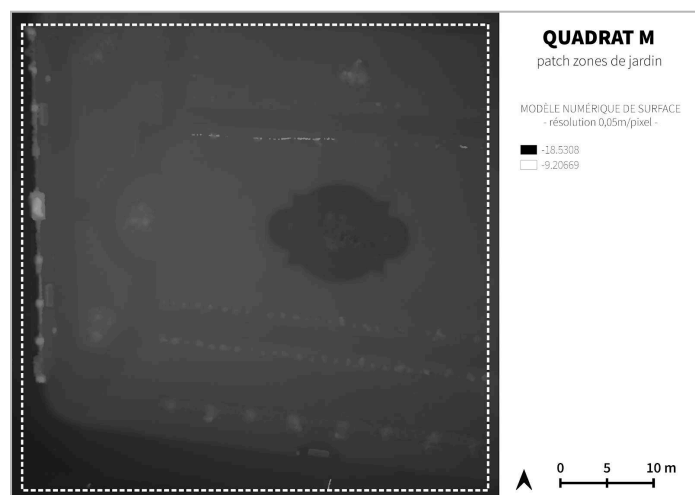 QUADRAT M
patch zones de jardin
MODÈLE NUMÉRIQUE DE SURFACE
- résolution 0,05m/pixel -
-18.5308
-9.20669
0 5 10 m